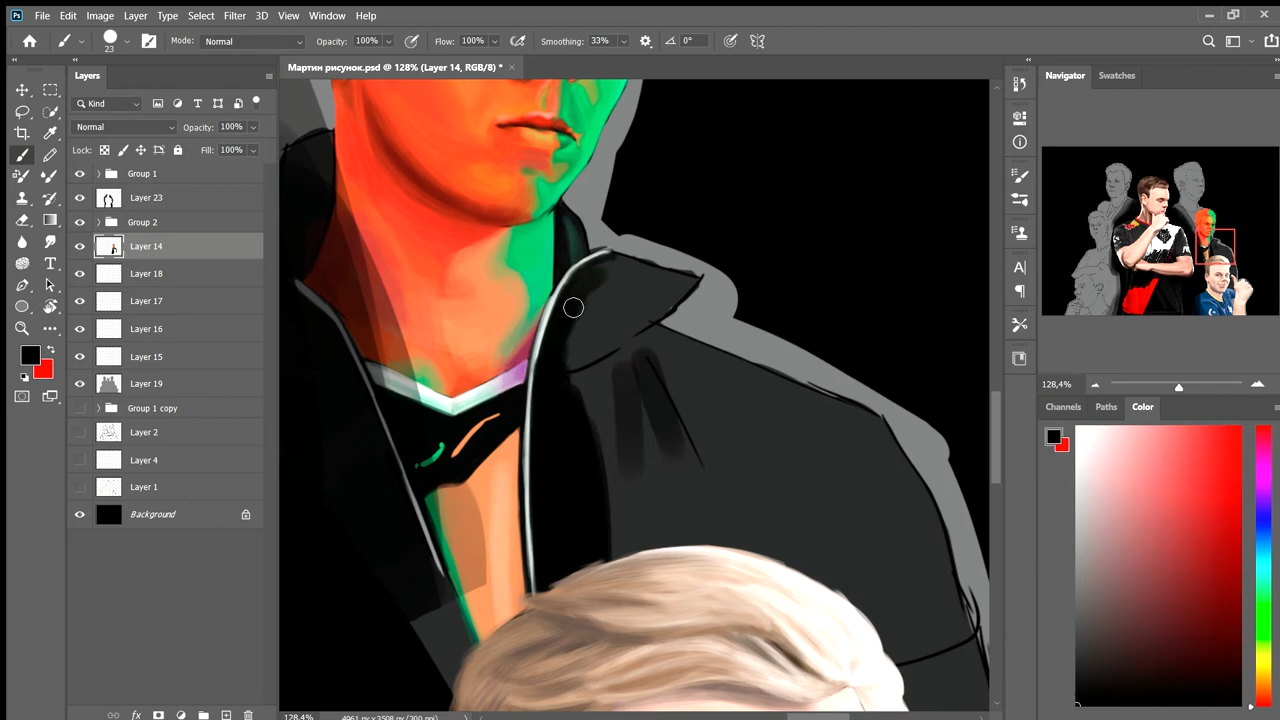 Ps File Edit Image Layer Type Select Filter 3D View Window Help
23 Mode: Normal Opacity: 100% Flow: 100% Smoothing: 33% 0°
Layers
Мартин рисунок.psd @ 128% (Layer 14, RGB/8) *
Navigator Swatches
Kind
Normal Opacity: 100%
Lock: Fill: 100%
Group 1
Layer 23
Group 2
Layer 14
Layer 18
Layer 17
Layer 16
Layer 15
Layer 19
Group 1 copy
Layer 2
Layer 4
Layer 1
Background
fx
128,4%
Channels Paths Color
128,4% 4961 px x 3508 px (300 ppi)